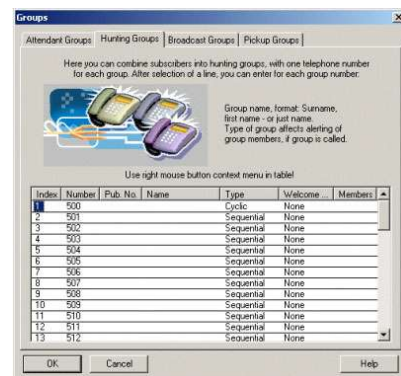 Groups
Attendant Groups Hunting Groups Broadcast Groups Pickup Groups
Here you can combine subscribers into hunting groups, with one telephone number
for each group. After selection of a line, you can enter for each group number:
Group name, format: Surname,
first name - or just name.
Type of group affects alerting of
group members, if group is called.
Use right mouse button context menu in table!
Index Number Pub. No. Name Type Welcome ... Members
1 500 Cyclic None
2 501 Sequential None
3 502 Sequential None
4 503 Sequential None
5 504 Sequential None
6 505 Sequential None
7 506 Sequential None
8 507 Sequential None
9 508 Sequential None
10 509 Sequential None
11 510 Sequential None
12 511 Sequential None
13 512 Sequential None
OK Cancel Help